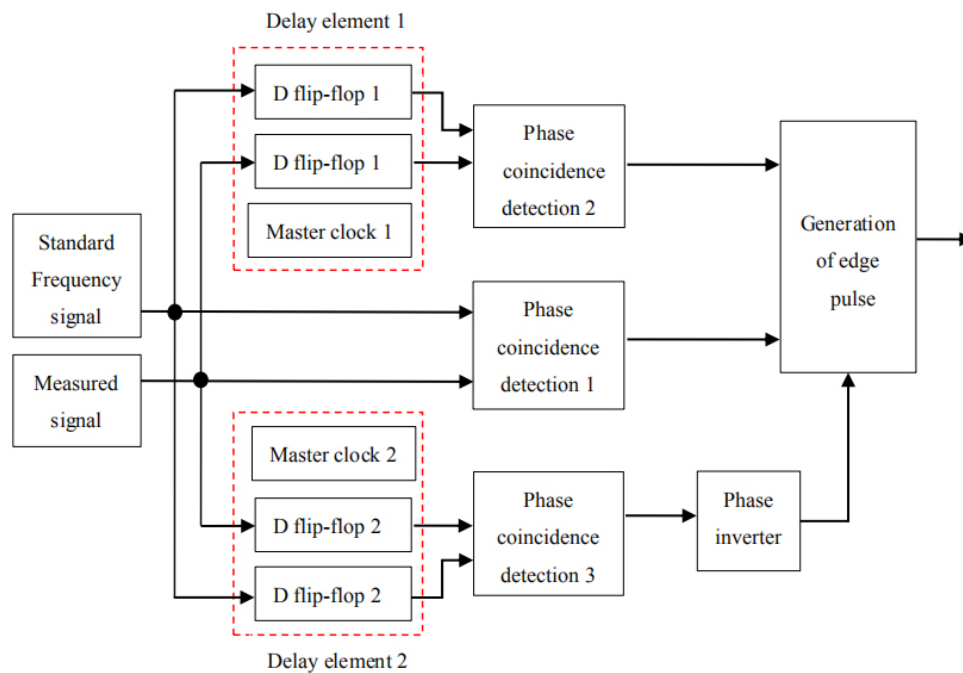 Delay element 1
D flip-flop 1
D flip-flop 1
Master clock 1
Phase
coincidence
detection 2
Standard
Frequency
signal
Measured
signal
Phase
coincidence
detection 1
Generation
of edge
pulse
Master clock 2
D flip-flop 2
D flip-flop 2
Phase
coincidence
detection 3
Phase
inverter
Delay element 2